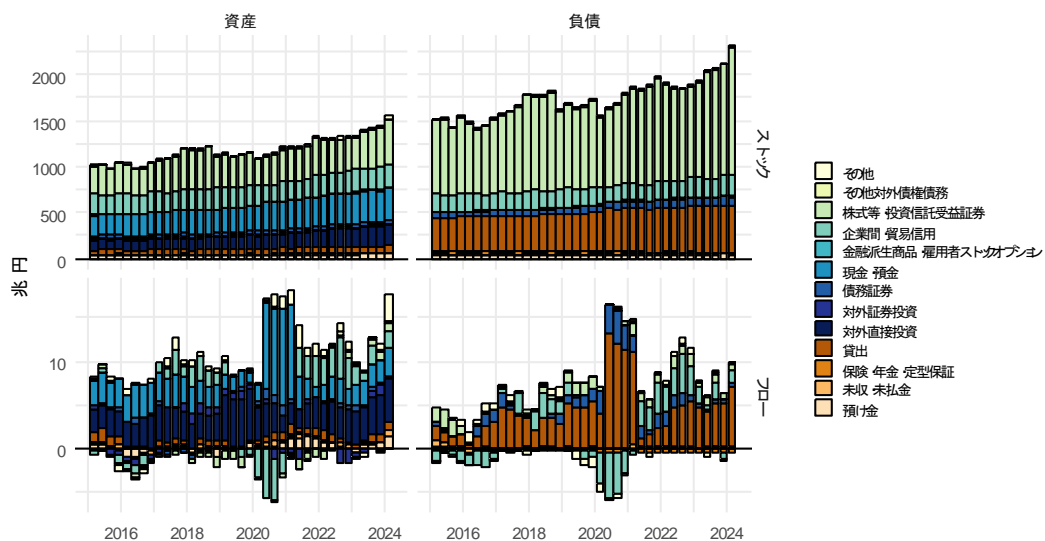 資産
負債
2000
1500
1000
500
0
ストック
兆 円
10
0
フロー
2016
2018
2020
2022
2024
2016
2018
2020
2022
2024
その他
その他対外債権債務
株式等・投資信託受益証券
企業間・貿易信用
金融派生商品・雇用者ストックオプション
現金・預金
債務証券
対外証券投資
対外直接投資
貸出
保険・年金・定型保証
未収・未払金
預け金